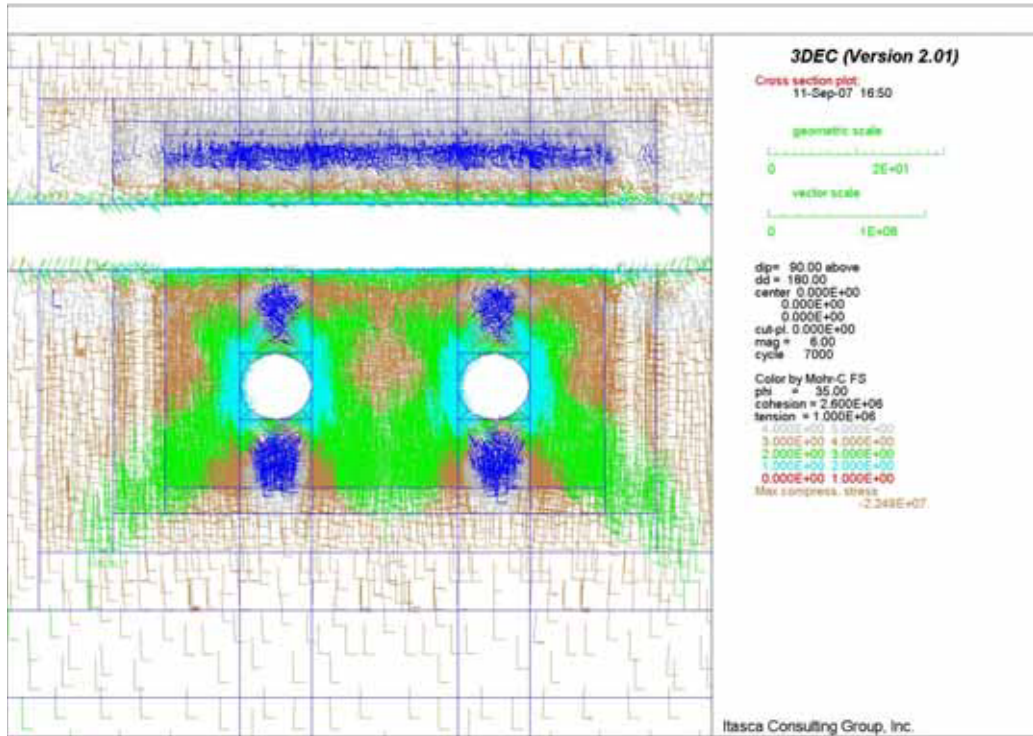 3DEC (Version 2.01)
Cross section plot:
11-Sep-07 16:50
geometric scale
0 2E+01
vector scale
0 1E+06
dip= 90.00 above
dd = 180.00
center 0.000E+00
0.000E+00
0.000E+00
cut-pl. 0.000E+00
mag = 6.00
cycle 7000
Color by Mohr-C FS
phi = 35.00
cohesion = 2.600E+06
tension = 1.000E+06
4.000E+00 5.000E+00
3.000E+00 4.000E+00
2.000E+00 3.000E+00
1.000E+00 2.000E+00
0.000E+00 1.000E+00
Max compress. stress
-2.249E+07
Itasca Consulting Group, Inc.